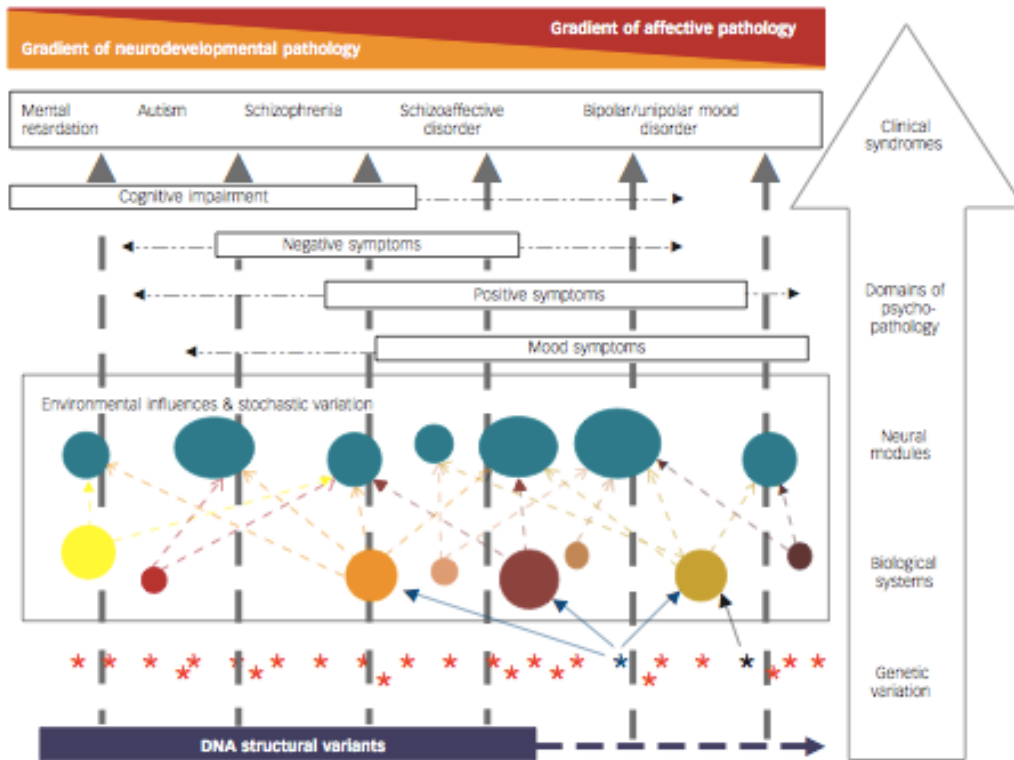 Gradient of affective pathology
Gradient of neurodevelopmental pathology
Mental
retardation
Autism
Schizophrenia
Schizoaffective
disorder
Bipolar/unipolar mood
disorder
Clinical
syndromes
Cognitive impairment
Negative symptoms
Positive symptoms
Domains of
psycho-
pathology
Mood symptoms
Environmental influences & stochastic variation
Neural
modules
Biological
systems
Genetic
variation
DNA structural variants